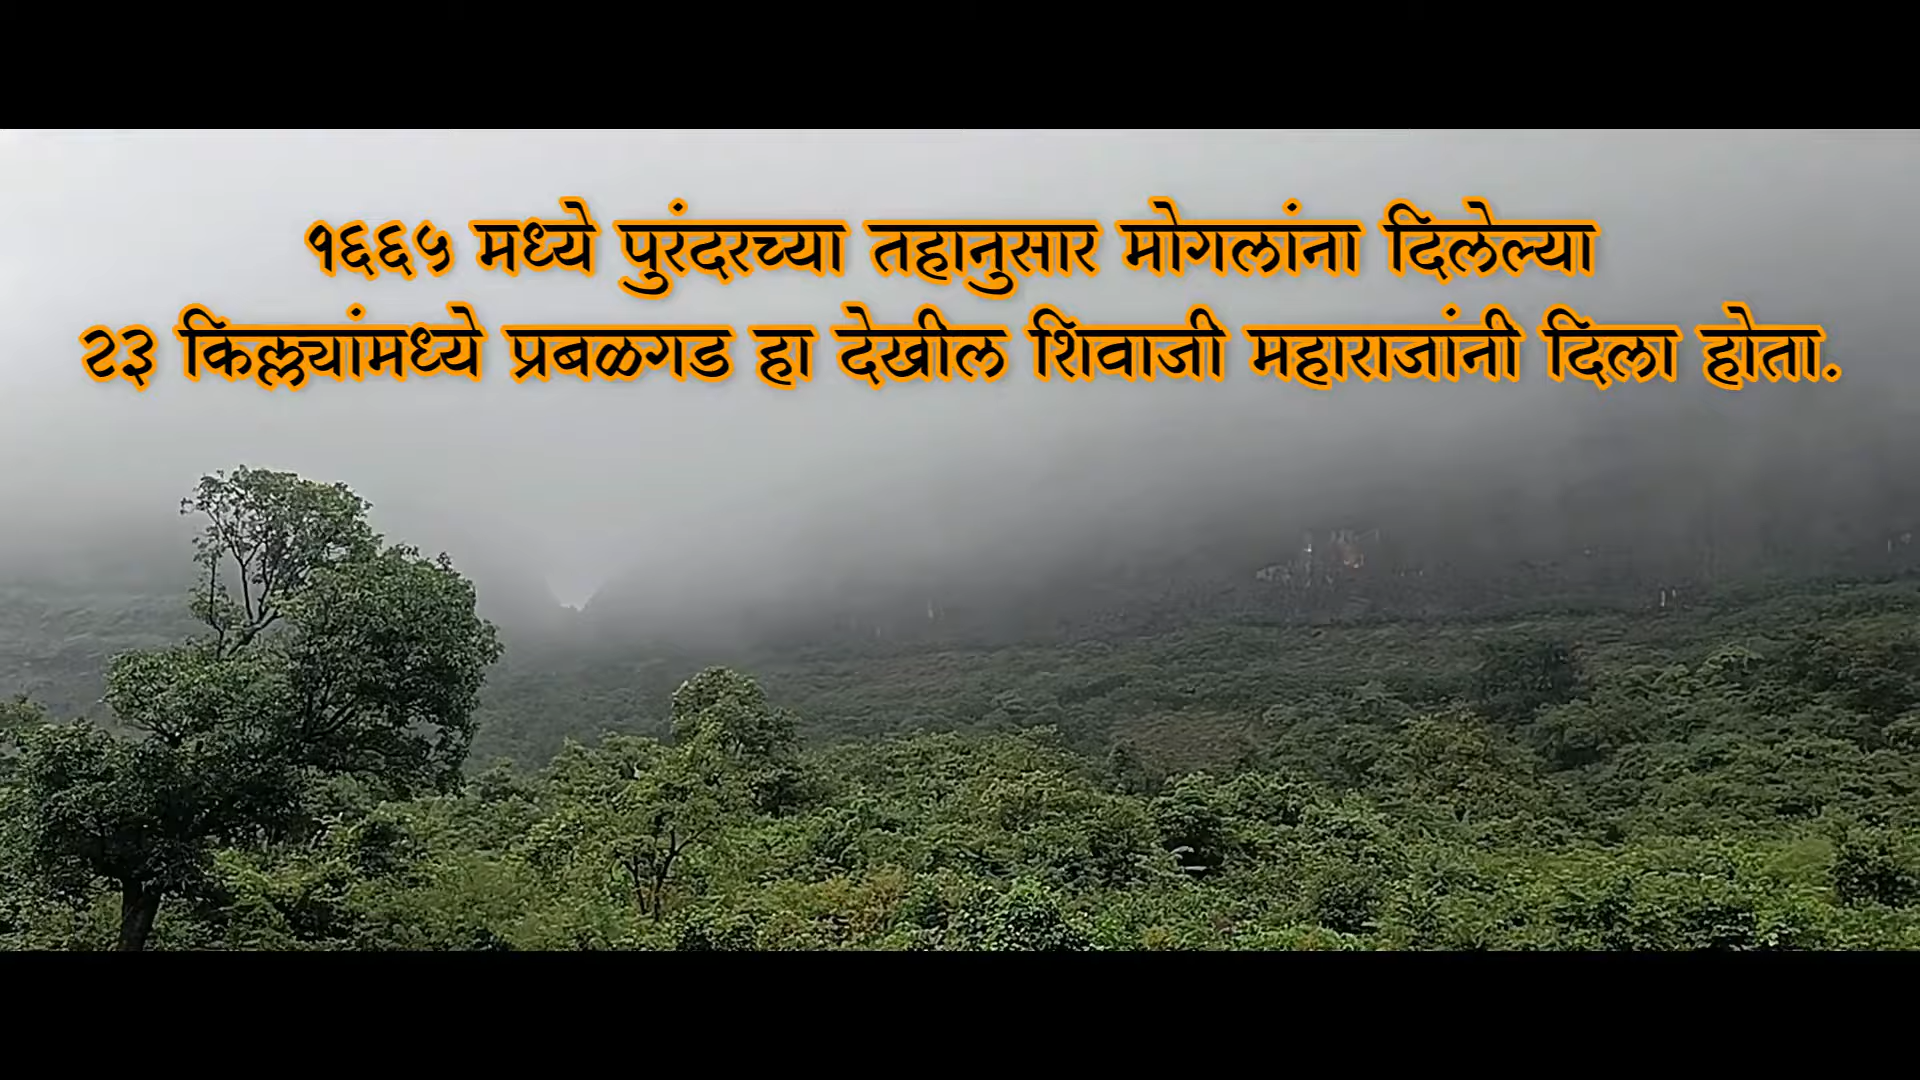 १६६५ मध्ये पुरंदरच्या तहानुसार मोगलांना दिलेल्या
२३ किल्ल्यांमध्ये प्रबळगड हा देखील शिवाजी महाराजांनी दिला होता.